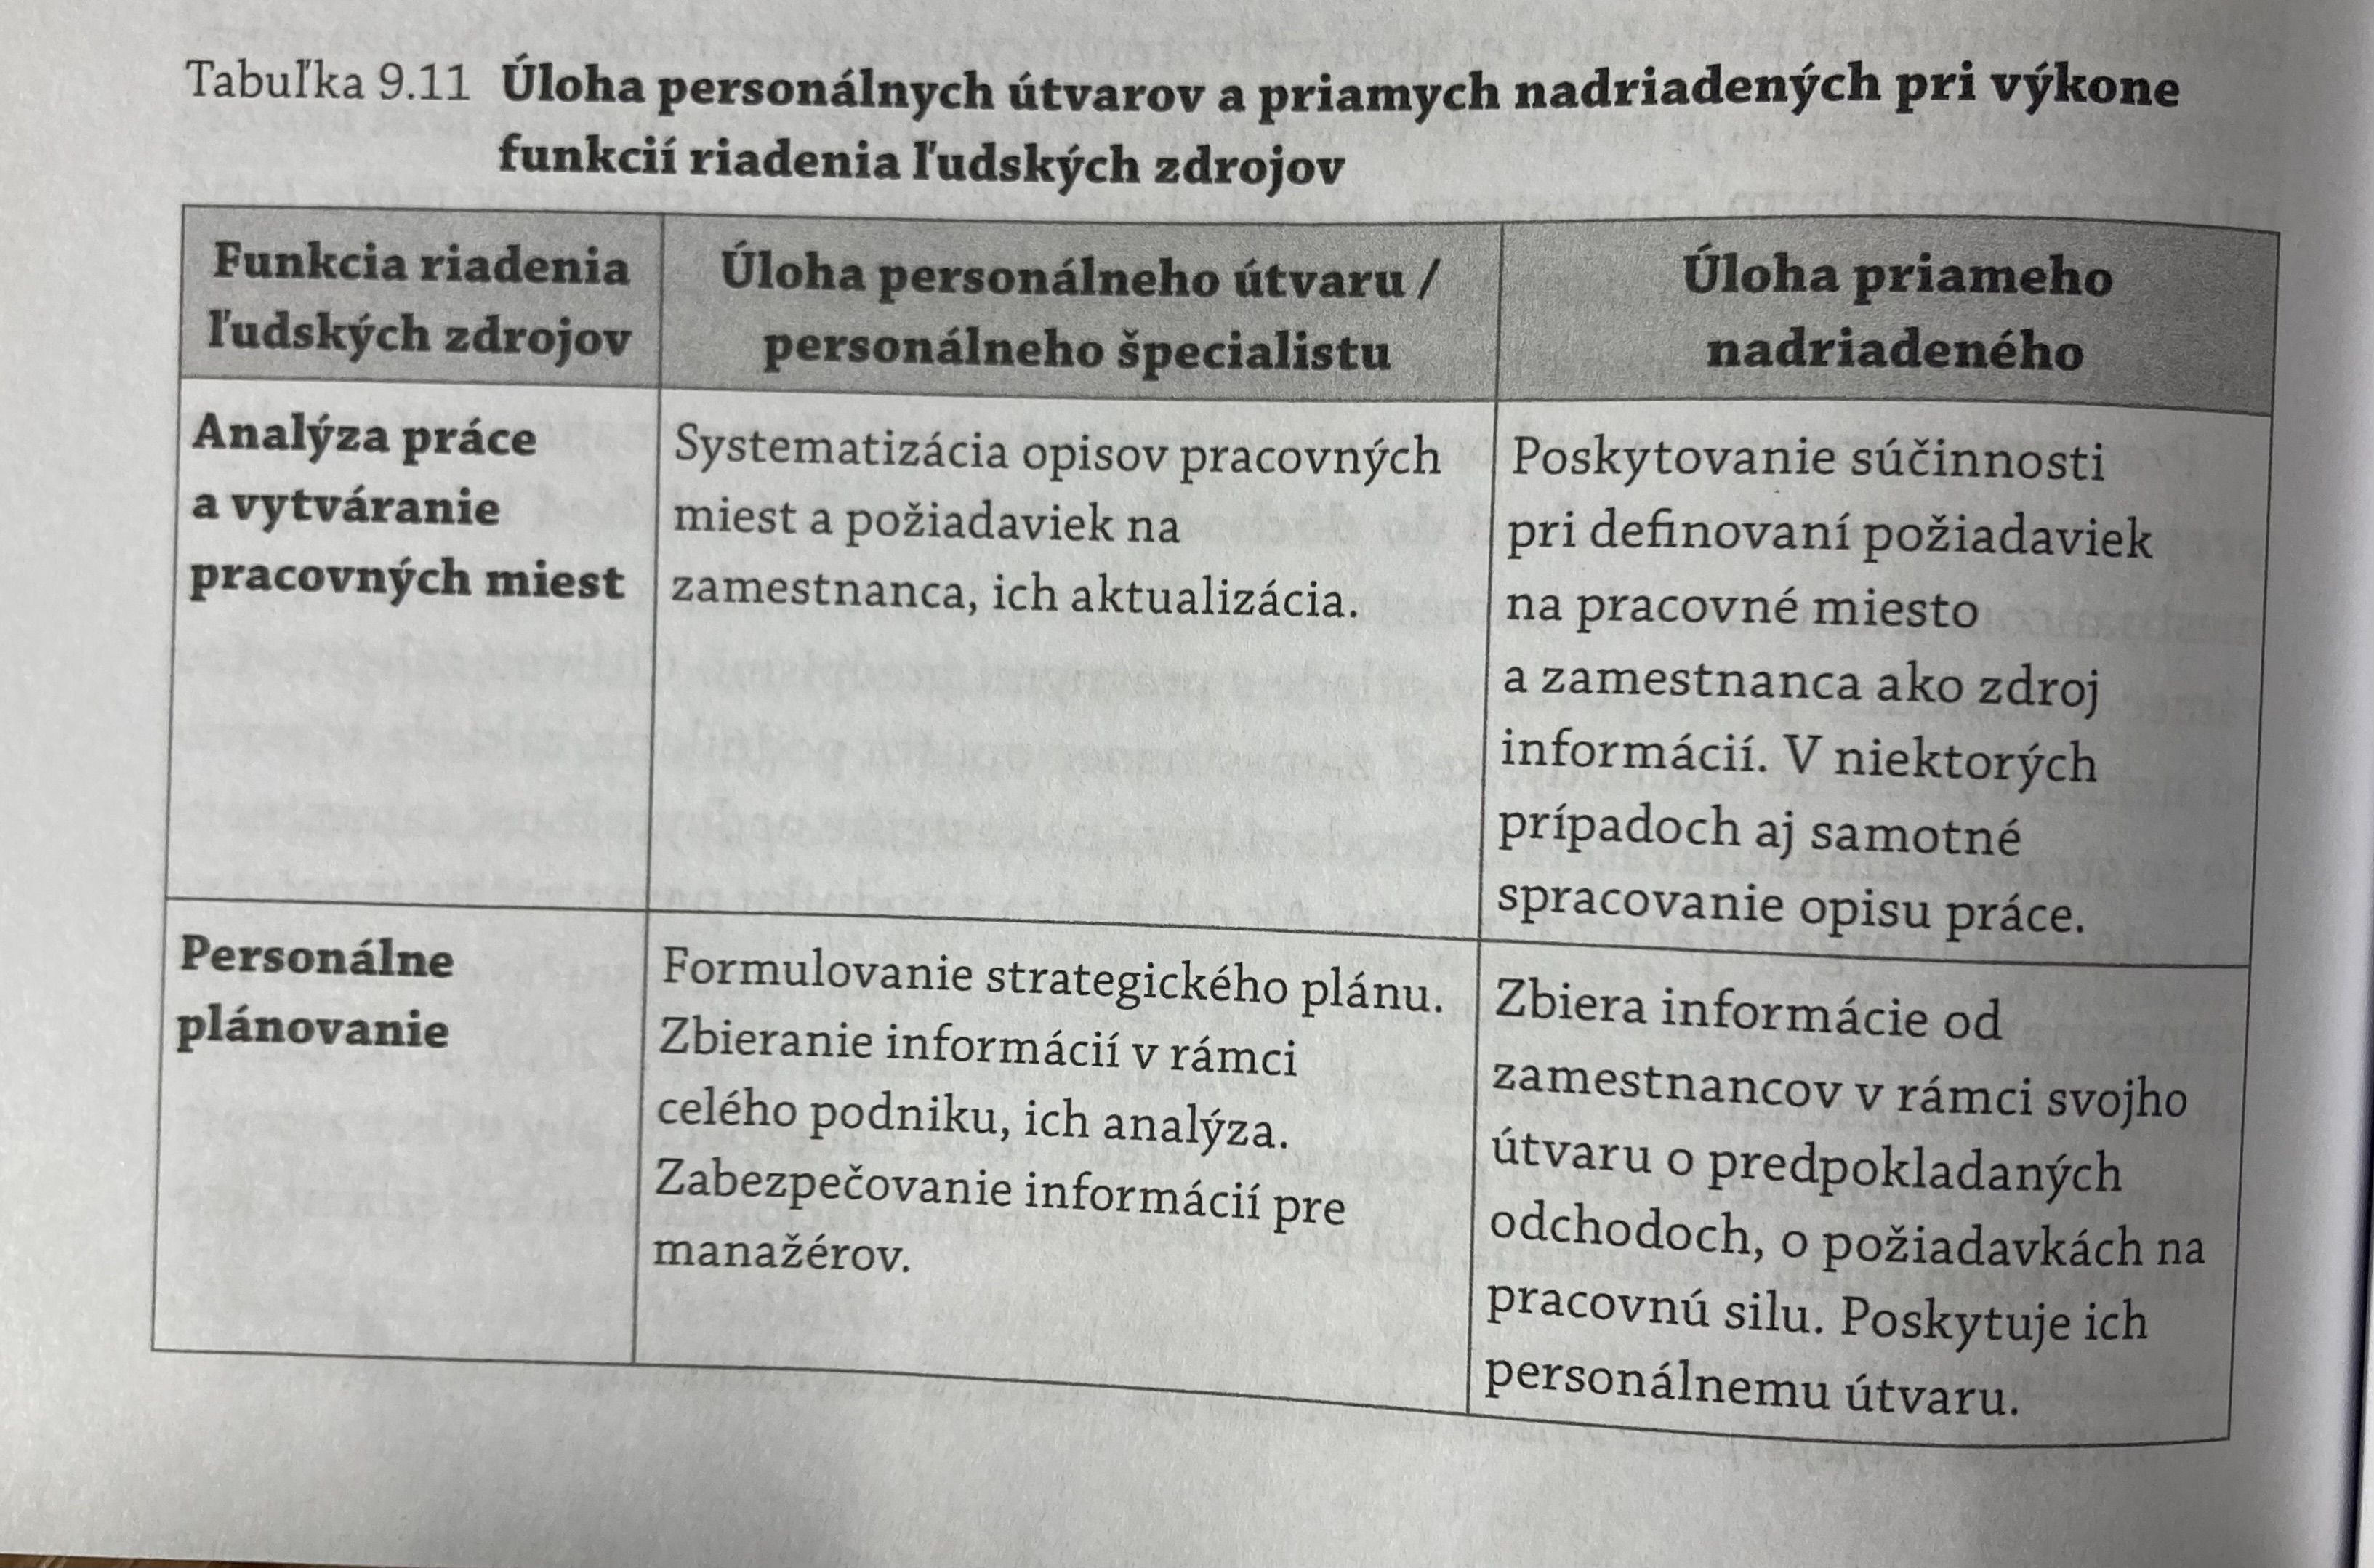 Tabuľka 9.11 Úloha personálnych útvarov a priamych nadriadených pri výkone
funkcií riadenia ľudských zdrojov
Funkcia riadenia
ľudských zdrojov
Úloha personálneho útvaru /
personálneho špecialistu
Úloha priameho
nadriadeného
Analýza práce
a vytváranie
pracovných miest
Systematizácia opisov pracovných
miest a požiadaviek na
zamestnanca, ich aktualizácia.
Poskytovanie súčinnosti
pri definovaní požiadaviek
na pracovné miesto
a zamestnanca ako zdroj
informácií. V niektorých
prípadoch aj samotné
spracovanie opisu práce.
Personálne
plánovanie
Formulovanie strategického plánu.
Zbieranie informácií v rámci
celého podniku, ich analýza.
Zabezpečovanie informácií pre
manažérov.
Zbiera informácie od
zamestnancov v rámci svojho
útvaru o predpokladaných
odchodoch, o požiadavkách na
pracovnú silu. Poskytuje ich
personálnemu útvaru.